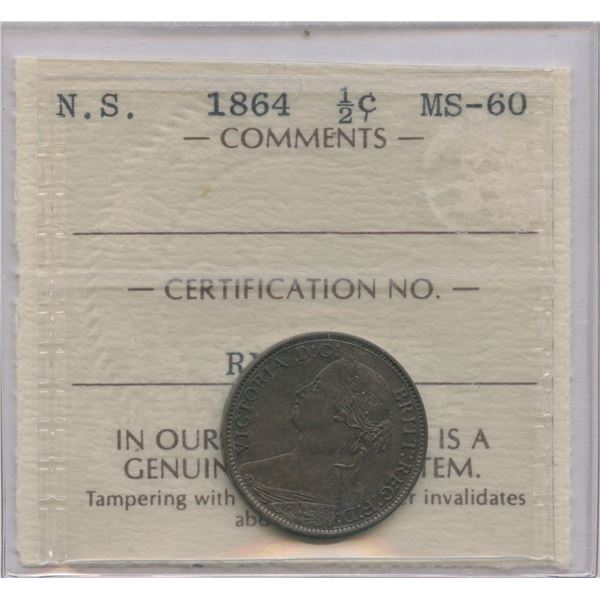 N.S. 1864 ½¢ MS-60
— COMMENTS —
— CERTIFICATION NO. —
VICTORIA D:G: BRITT:REG:F:D:
IN OUR IS A
GENUIN TEM.
Tampering with r invalidates